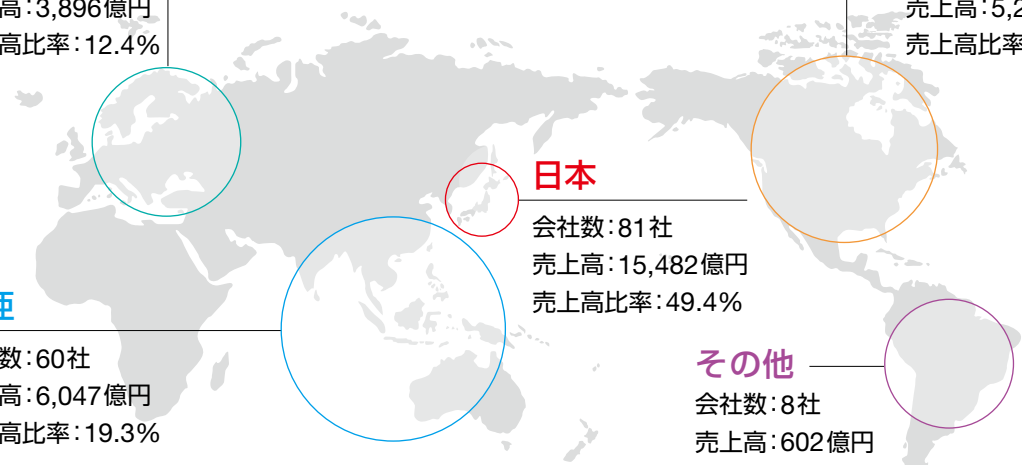 高：3,896億円
高比率：12.4%
売上高：5,2
売上高比率
日本
会社数：81社
売上高：15,482億円
売上高比率：49.4%
亜
数：60社
高：6,047億円
高比率：19.3%
その他
会社数：8社
売上高：602億円